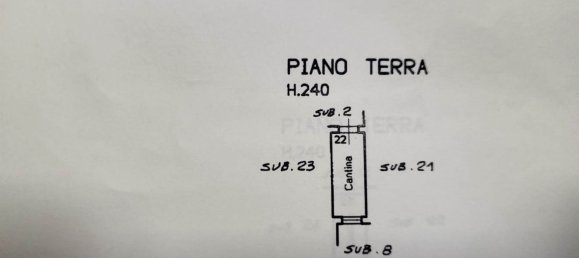 PIANO TERRA
H.240
SUB.2
22
SUB.23
Cantina
SUB.21
SUB.8